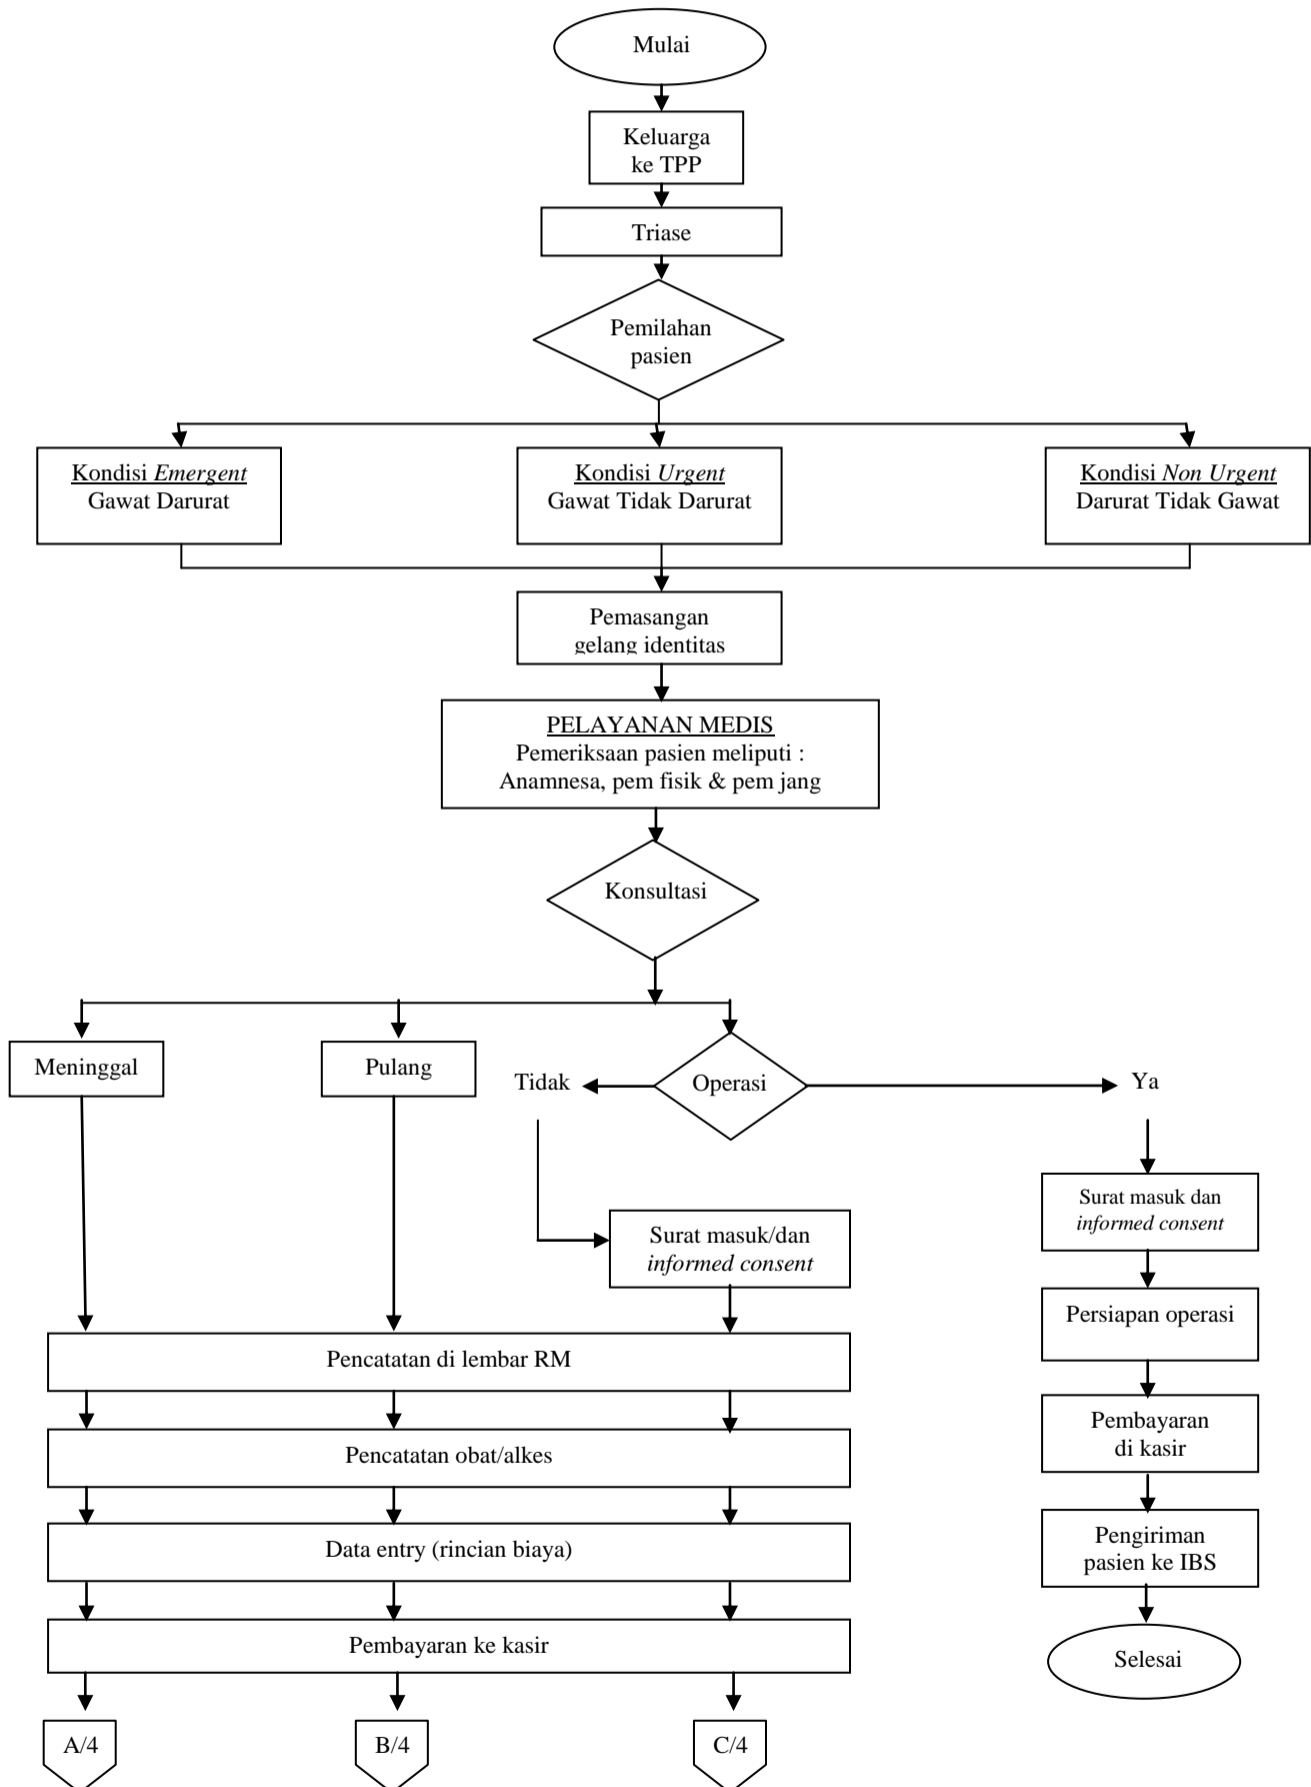 Mulai
Keluarga
ke TPP
Triase
Pemilahan
pasien
Kondisi Emergent
Gawat Darurat
Kondisi Urgent
Gawat Tidak Darurat
Kondisi Non Urgent
Darurat Tidak Gawat
Pemasangan
gelang identitas
PELAYANAN MEDIS
Pemeriksaan pasien meliputi :
Anamnesa, pem fisik & pem jang
Konsultasi
Meninggal
Pulang
Tidak
Operasi
Ya
Surat masuk/dan
informed consent
Surat masuk dan
informed consent
Persiapan operasi
Pembayaran
di kasir
Pengiriman
pasien ke IBS
Selesai
Pencatatan di lembar RM
Pencatatan obat/alkes
Data entry (rincian biaya)
Pembayaran ke kasir
A/4
B/4
C/4